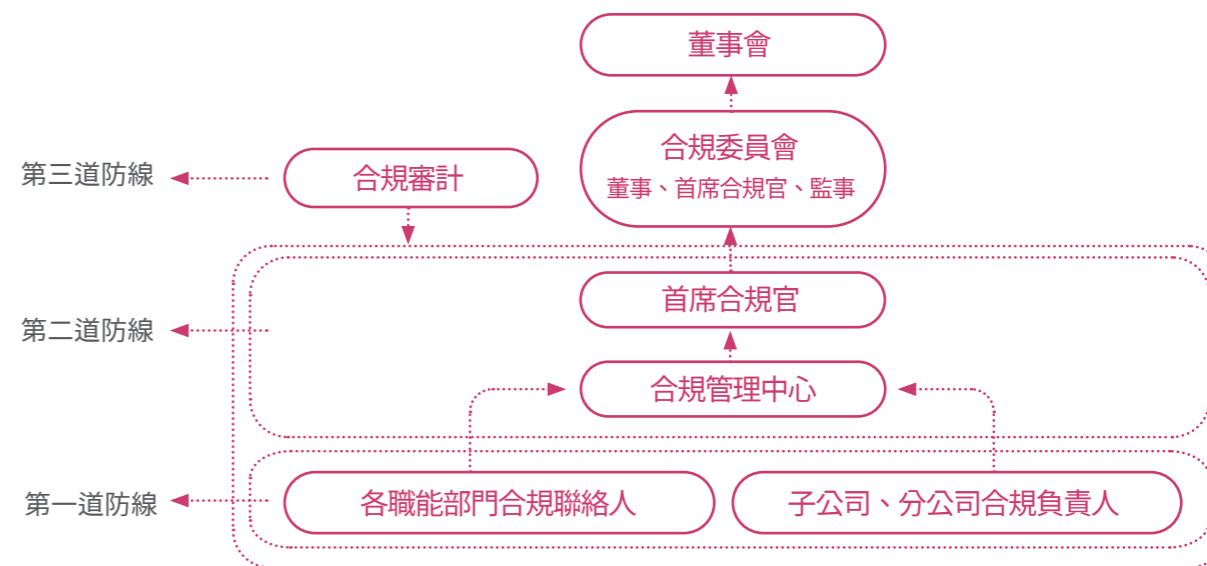 董事會
合規委員會
董事、首席合規官、監事
第三道防線
合規審計
首席合規官
第二道防線
合規管理中心
第一道防線
各職能部門合規聯絡人
子公司、分公司合規負責人